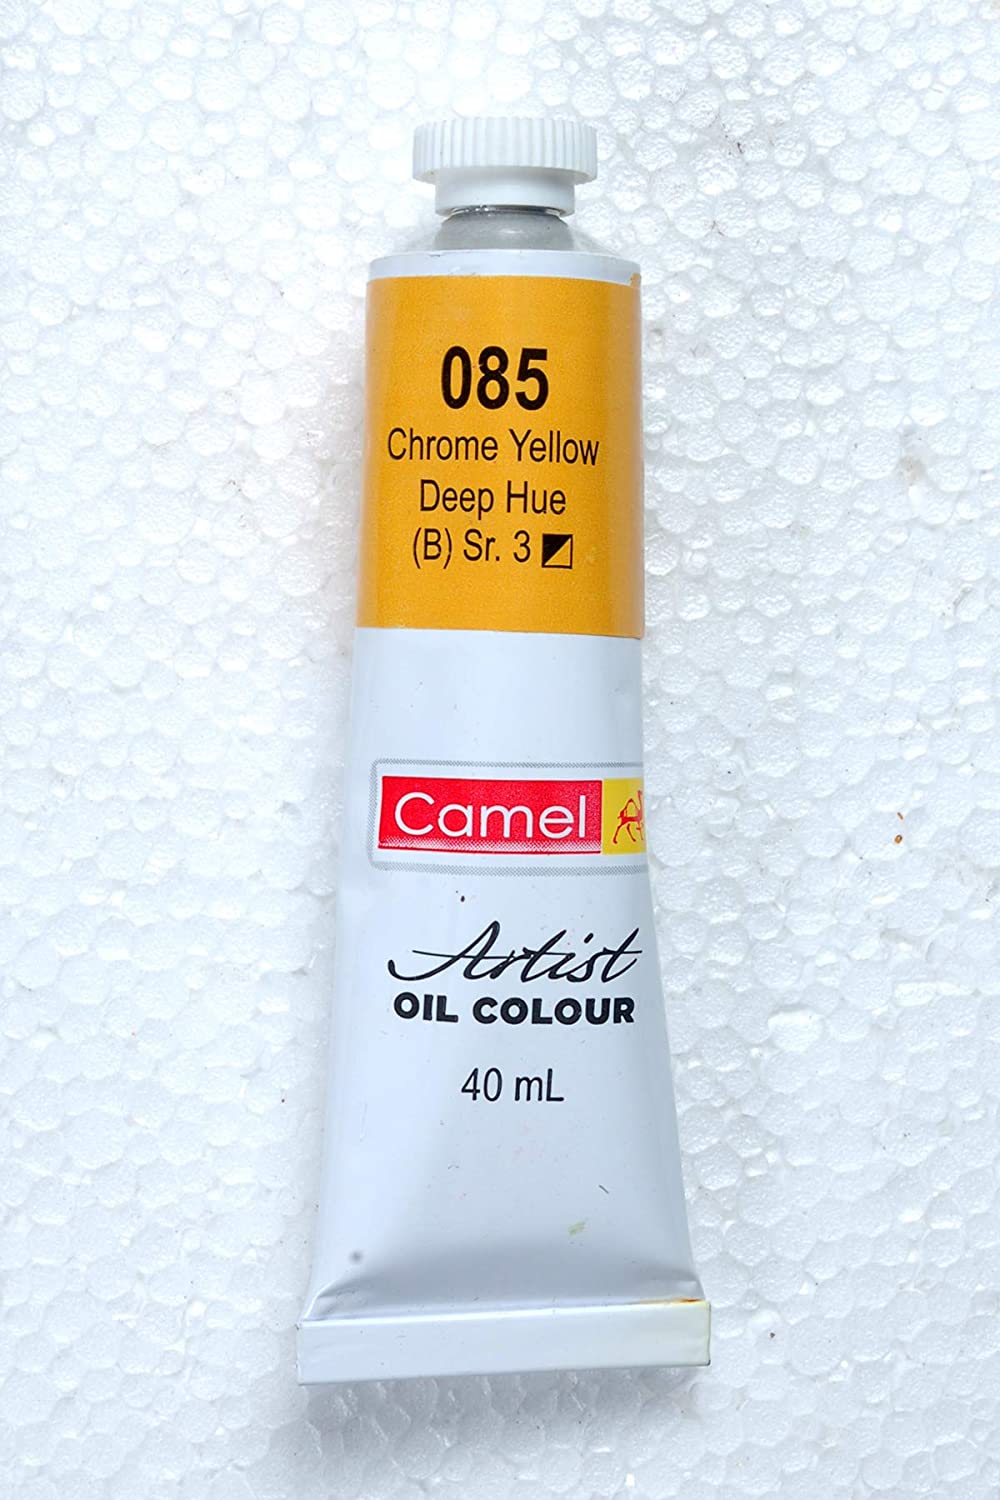 085
Chrome Yellow
Deep Hue
(B) Sr. 3
Camel
Artist
OIL COLOUR
40 mL